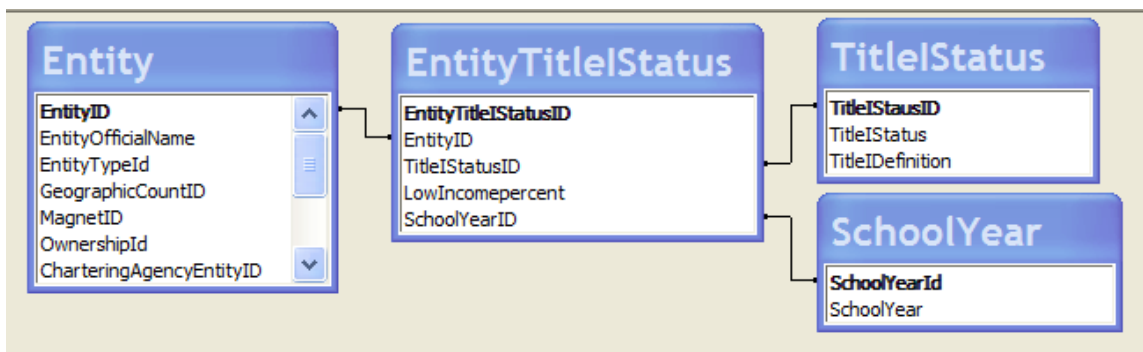 Entity
EntityID
EntityOfficialName
EntityTypeId
GeographicCountID
MagnetID
OwnershipId
CharteringAgencyEntityID
EntityTitleIStatus
EntityTitleIStatusID
EntityID
TitleIStatusID
LowIncomepercent
SchoolYearID
TitleIStatus
TitleIStausID
TitleIStatus
TitleIDefinition
SchoolYear
SchoolYearId
SchoolYear